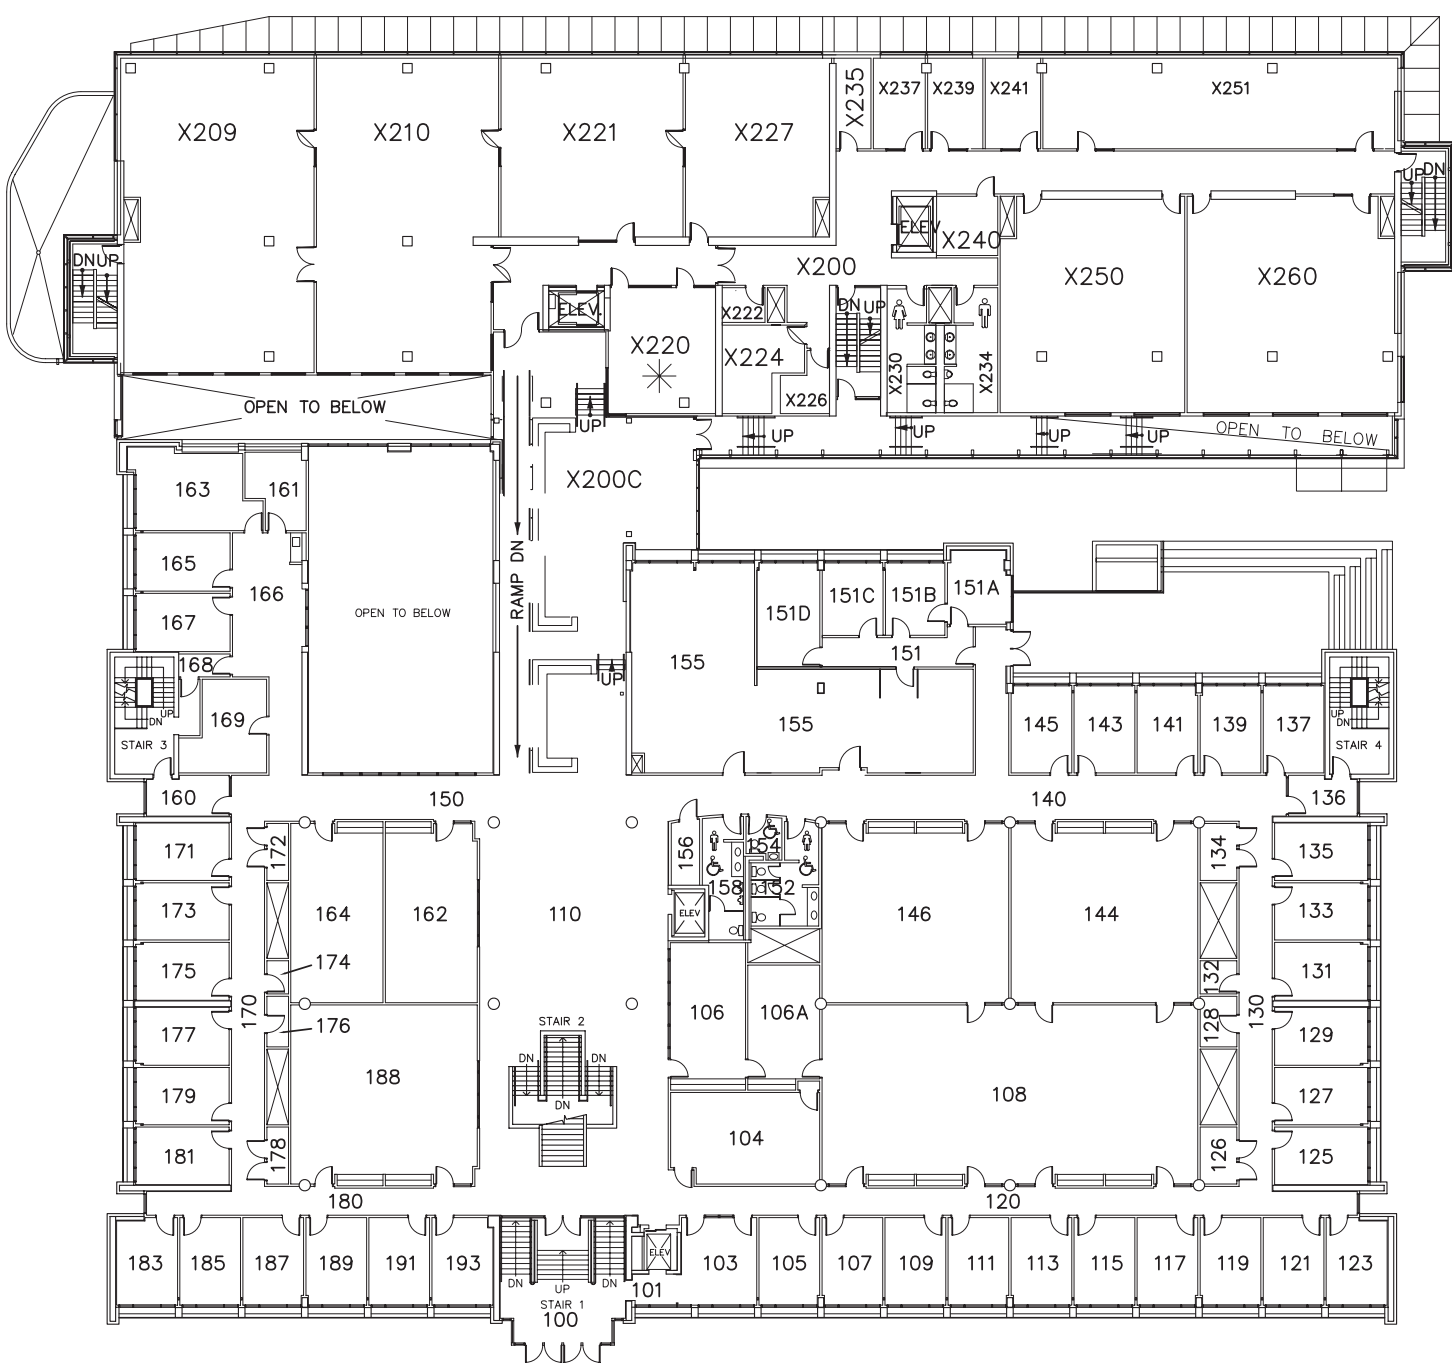 X209
X210
X221
X227
X235
X237
X239
X241
X251
UP
DN
DN
UP
ELEV
X240
X200
X250
X260
ELEV.
X222
DN
UP
X220
X224
X230
X234
X226
OPEN TO BELOW
UP
UP
UP
UP
UP
OPEN TO BELOW
X200C
163
161
RAMP DN
165
166
167
OPEN TO BELOW
151D
151C
151B
151A
151
155
168
UP
169
UP
DN
STAIR 3
155
145
143
141
139
137
UP
DN
STAIR 4
160
150
140
136
171
172
156
154
134
135
173
164
162
110
158
152
ELEV
146
144
133
175
174
132
131
170
176
177
STAIR 2
106
106A
128
130
129
DN
DN
DN
188
108
179
127
181
178
104
126
125
180
120
183
185
187
189
191
193
DN
UP
DN
STAIR 1
100
ELEV
101
103
105
107
109
111
113
115
117
119
121
123